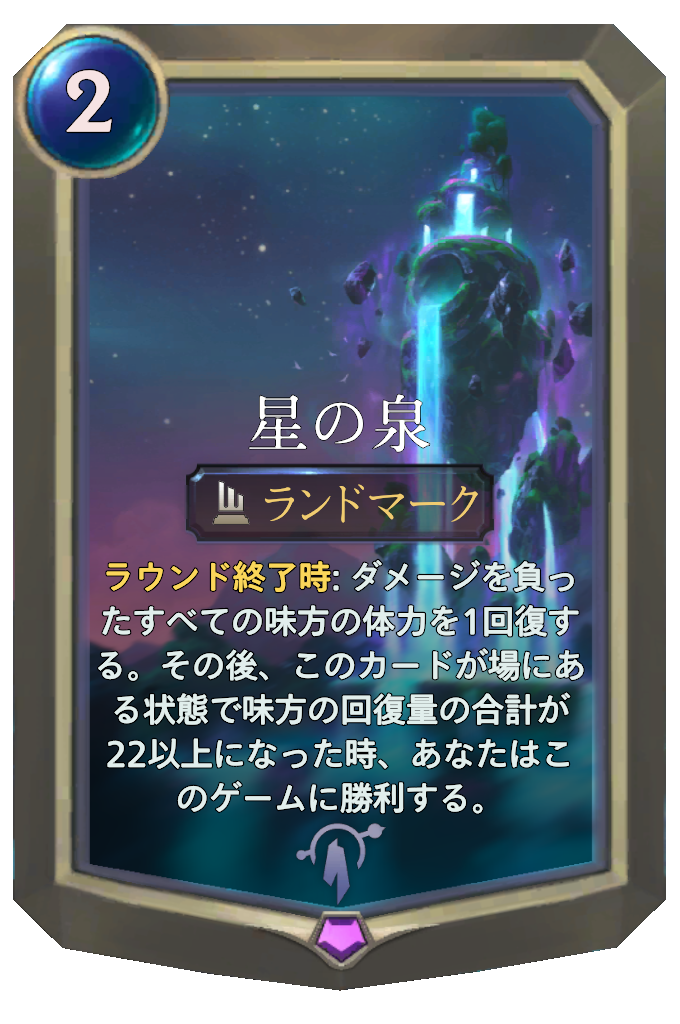 2
星の泉
ランドマーク
ラウンド終了時: ダメージを負っ
たすべての味方の体力を1回復す
る。その後、このカードが場にあ
る状態で味方の回復量の合計が
22以上になった時、あなたはこ
のゲームに勝利する。